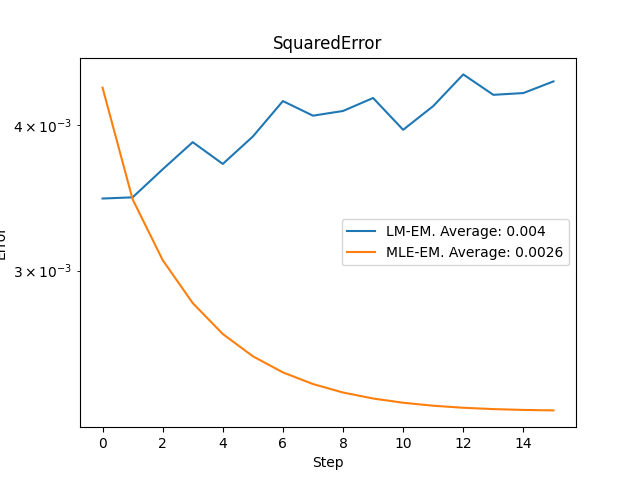 SquaredError
4 × 10⁻³
3 × 10⁻³
Error
LM-EM. Average: 0.004
MLE-EM. Average: 0.0026
0 2 4 6 8 10 12 14
Step